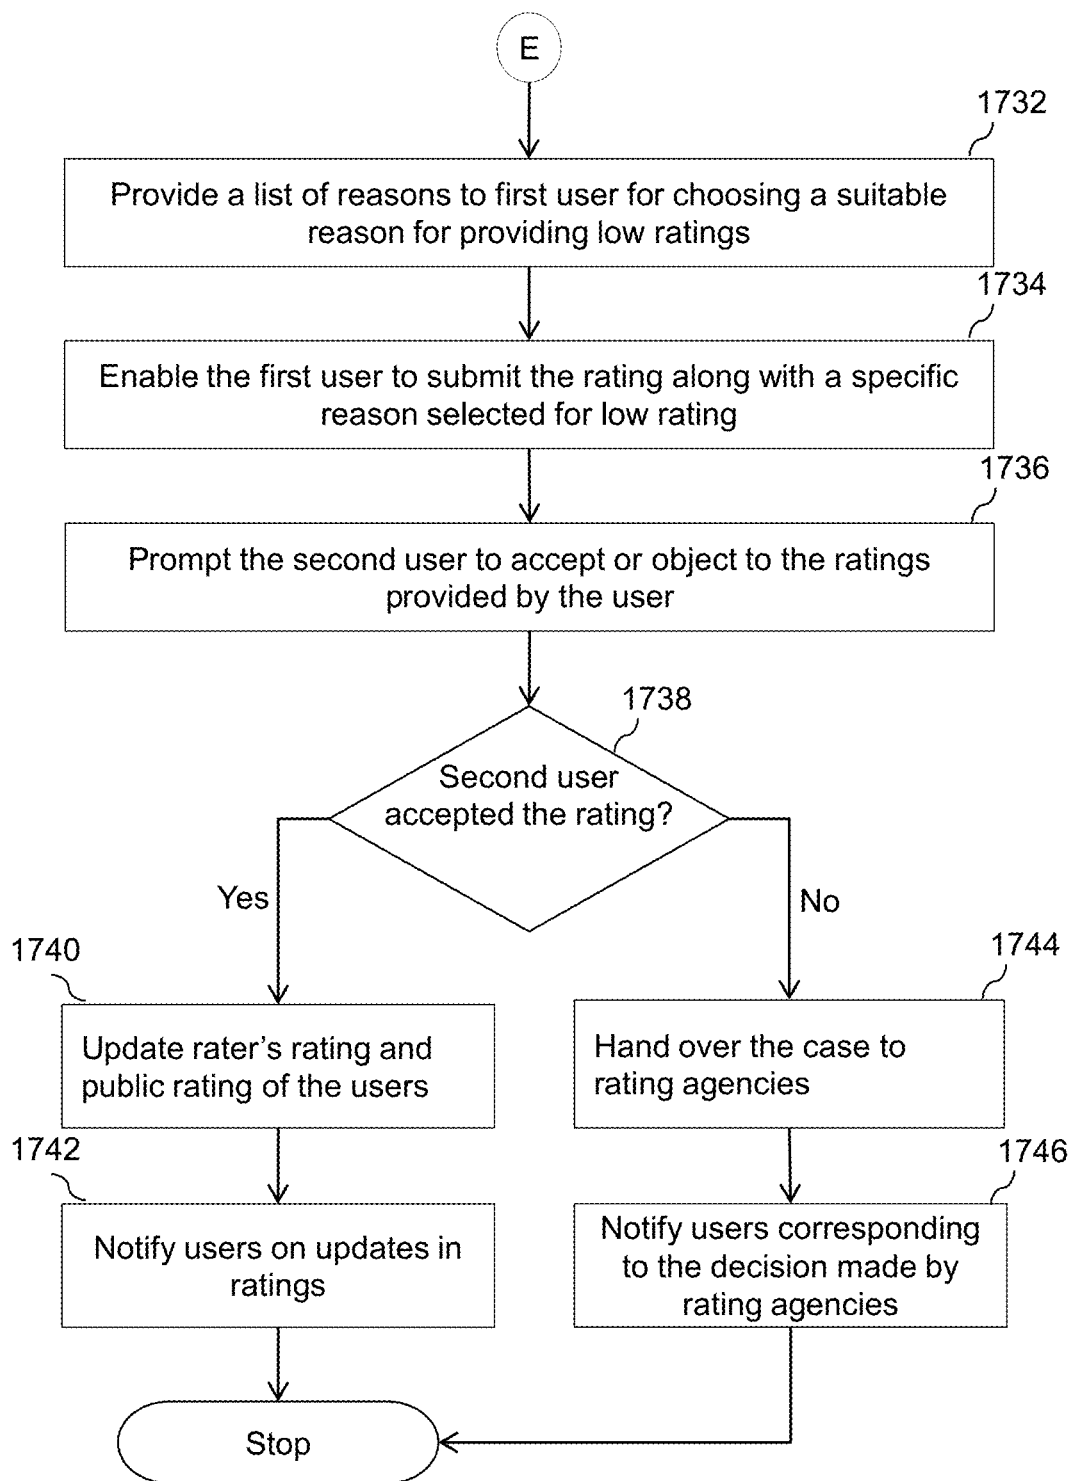 E
1732
Provide a list of reasons to first user for choosing a suitable
reason for providing low ratings
1734
Enable the first user to submit the rating along with a specific
reason selected for low rating
1736
Prompt the second user to accept or object to the ratings
provided by the user
1738
Second user
accepted the rating?
Yes
No
1740
Update rater’s rating and
public rating of the users
1744
Hand over the case to
rating agencies
1742
Notify users on updates in
ratings
1746
Notify users corresponding
to the decision made by
rating agencies
Stop